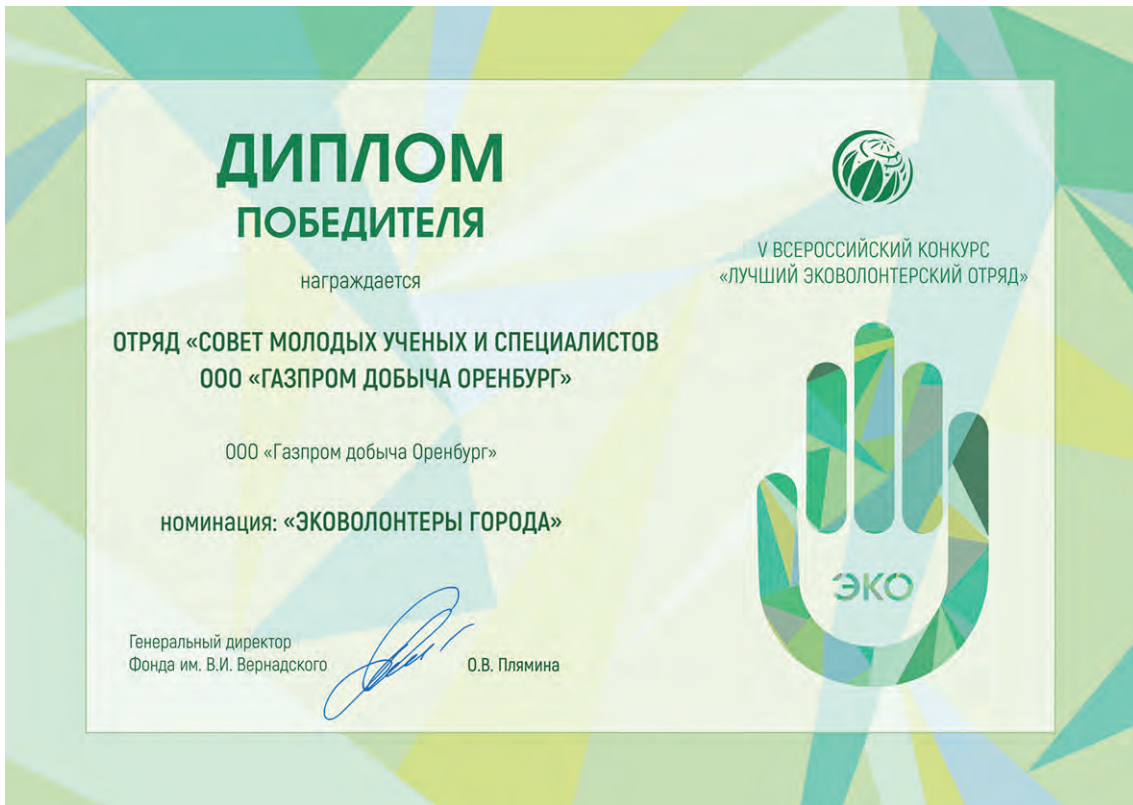 ДИПЛОМ
ПОБЕДИТЕЛЯ
награждается
ОТРЯД «СОВЕТ МОЛОДЫХ УЧЕНЫХ И СПЕЦИАЛИСТОВ
ООО «ГАЗПРОМ ДОБЫЧА ОРЕНБУРГ»
ООО «Газпром добыча Оренбург»
номинация: «ЭКОВОЛОНТЕРЫ ГОРОДА»
Генеральный директор
Фонда им. В.И. Вернадского
О.В. Плямина
V ВСЕРОССИЙСКИЙ КОНКУРС
«ЛУЧШИЙ ЭКОВОЛОНТЕРСКИЙ ОТРЯД»
ЭКО